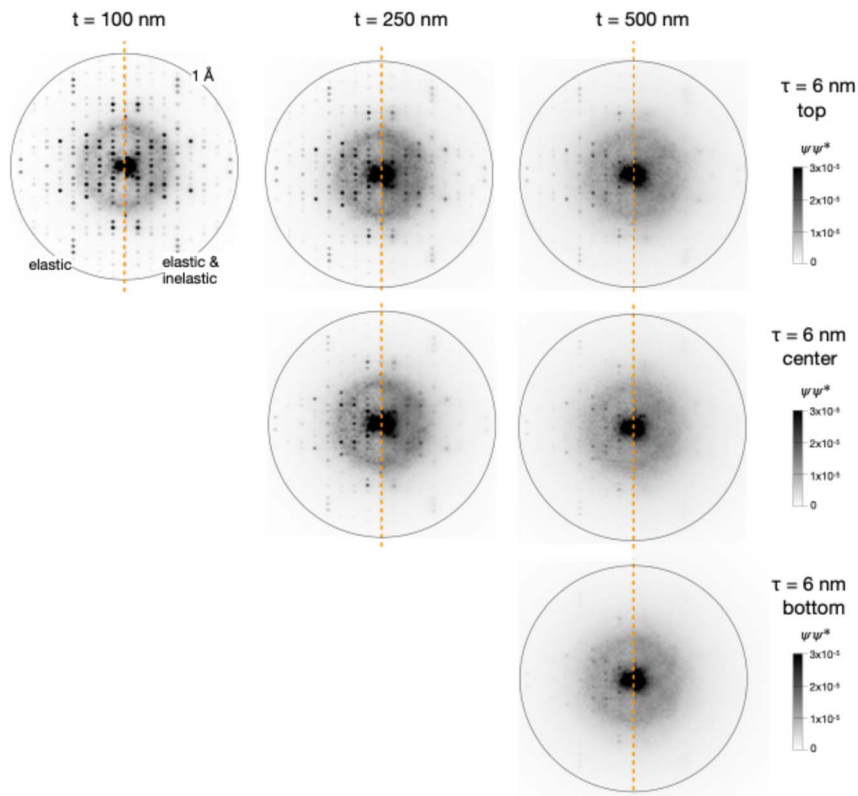 t = 100 nm
t = 250 nm
t = 500 nm
1 Å
elastic
elastic &
inelastic
τ = 6 nm
top
ψψ*
3x10⁻⁵
2x10⁻⁵
1x10⁻⁵
0
τ = 6 nm
center
ψψ*
3x10⁻⁵
2x10⁻⁵
1x10⁻⁵
0
τ = 6 nm
bottom
ψψ*
3x10⁻⁵
2x10⁻⁵
1x10⁻⁵
0